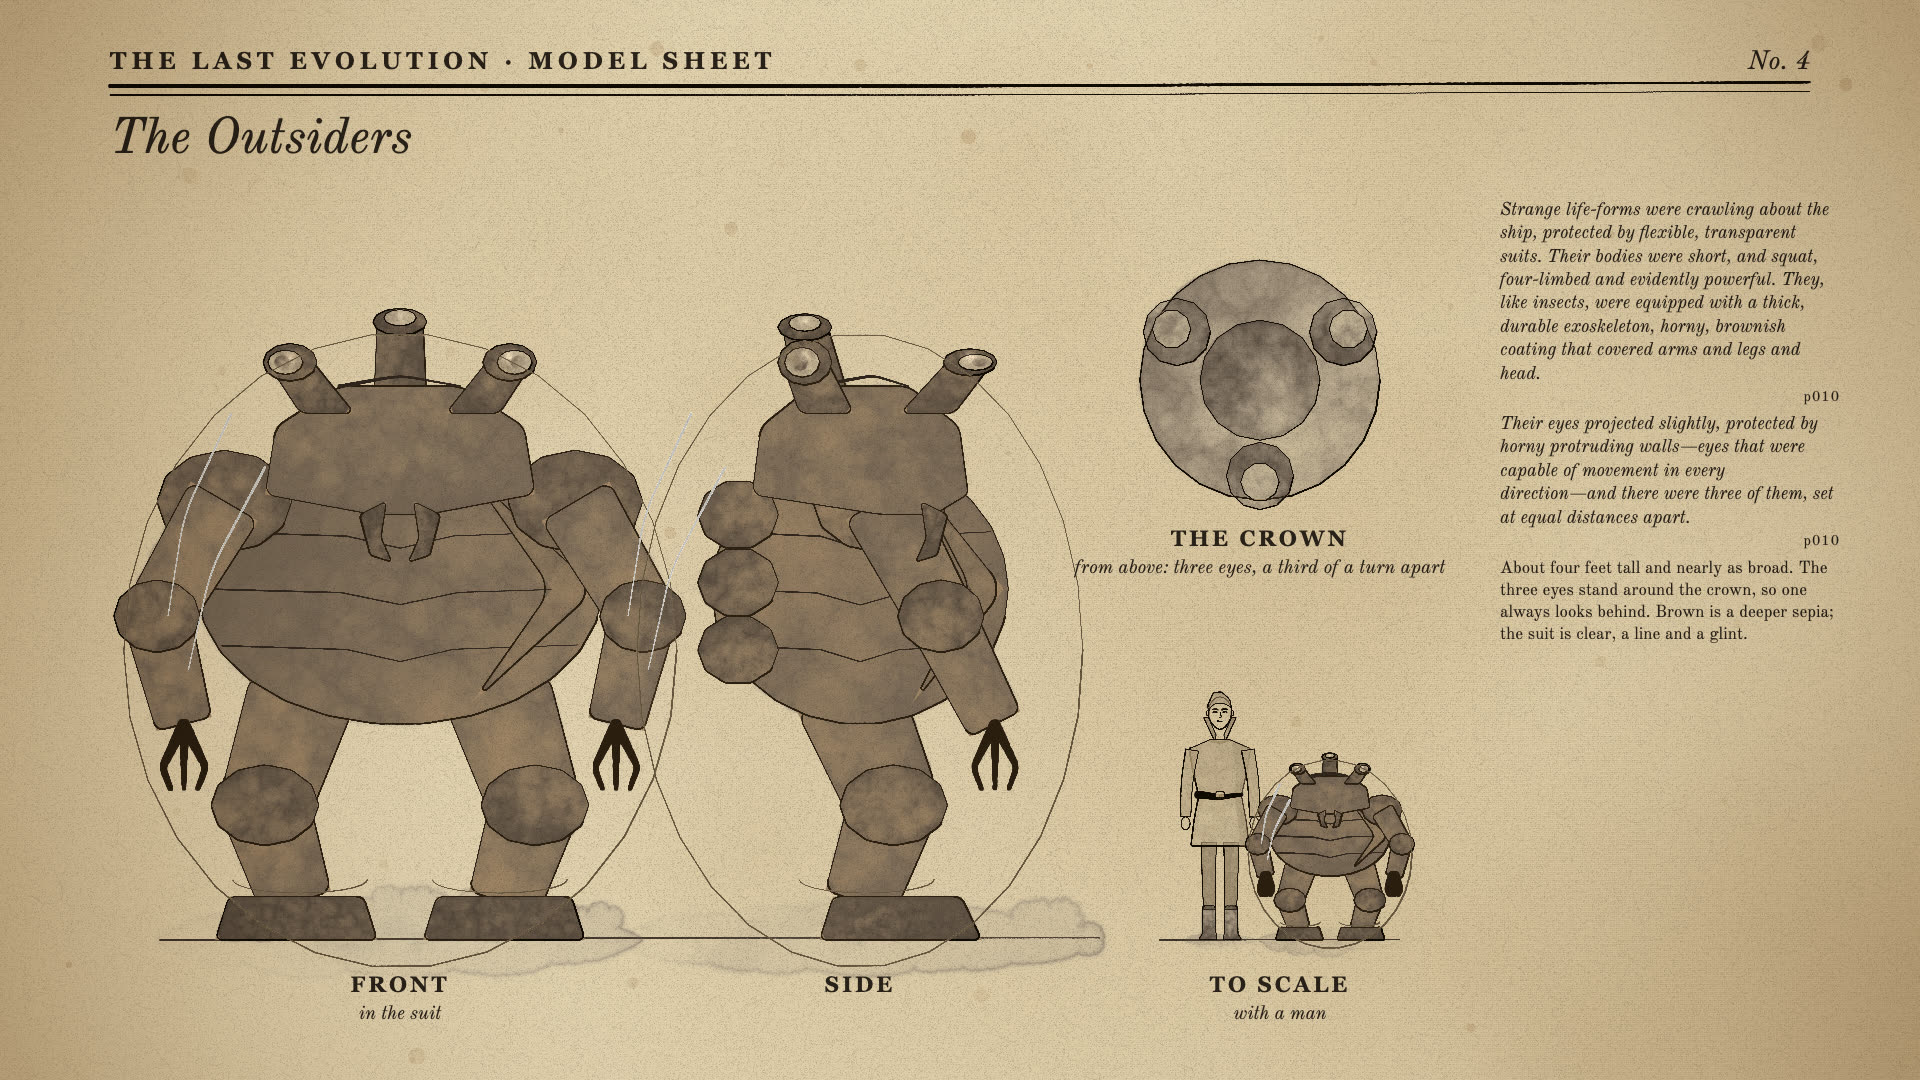 THE LAST EVOLUTION · MODEL SHEET
No. 4
The Outsiders
Strange life-forms were crawling about the
ship, protected by flexible, transparent
suits. Their bodies were short, and squat,
four-limbed and evidently powerful. They,
like insects, were equipped with a thick,
durable exoskeleton, horny, brownish
coating that covered arms and legs and
head.
p010
Their eyes projected slightly, protected by
horny protruding walls—eyes that were
capable of movement in every
direction—and there were three of them, set
at equal distances apart.
p010
About four feet tall and nearly as broad. The
three eyes stand around the crown, so one
always looks behind. Brown is a deeper sepia;
the suit is clear, a line and a glint.
THE CROWN
from above: three eyes, a third of a turn apart
FRONT
in the suit
SIDE
TO SCALE
with a man